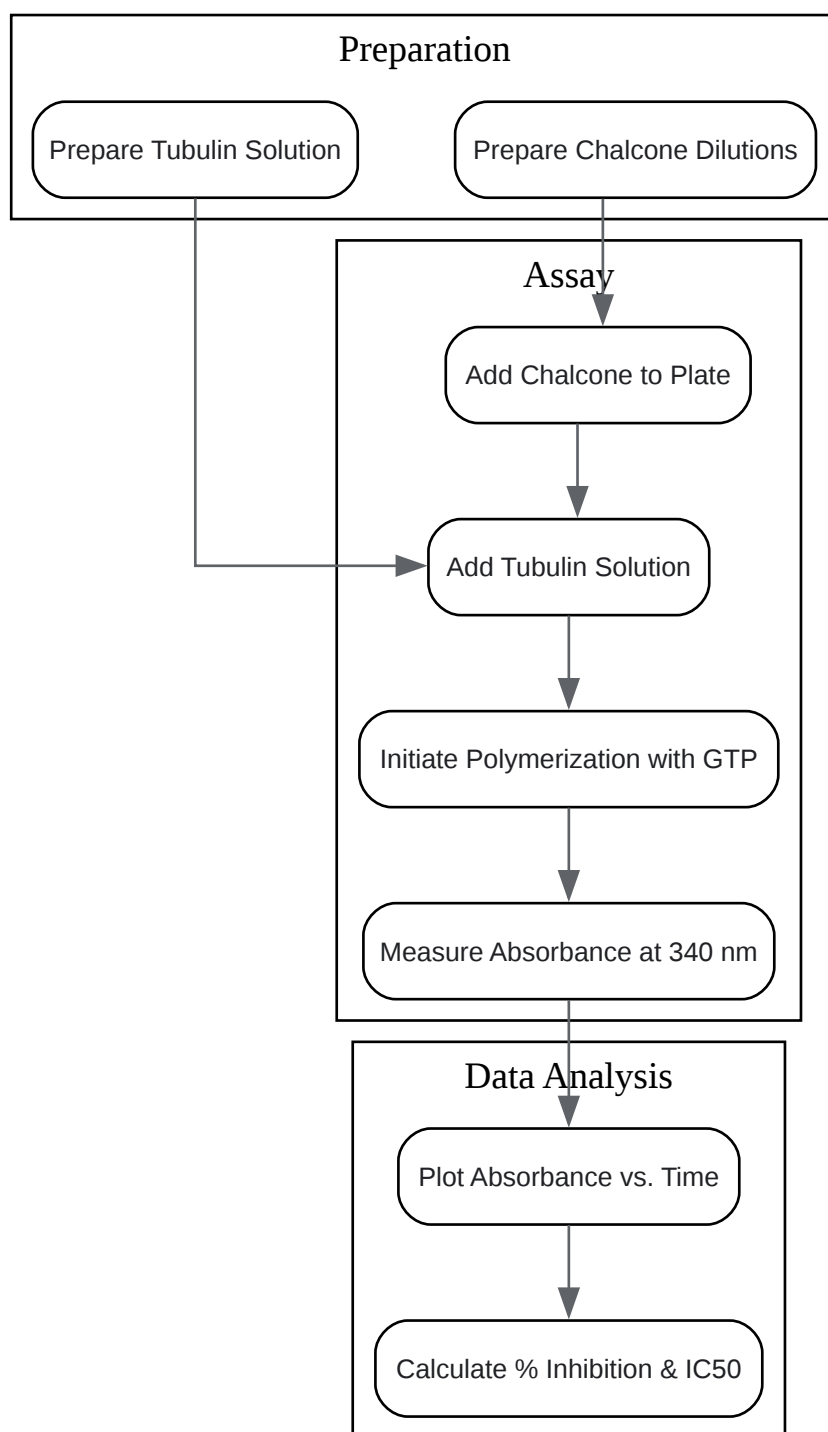 Preparation
Prepare Tubulin Solution
Prepare Chalcone Dilutions
Assay
Add Chalcone to Plate
Add Tubulin Solution
Initiate Polymerization with GTP
Measure Absorbance at 340 nm
Data Analysis
Plot Absorbance vs. Time
Calculate % Inhibition & IC50